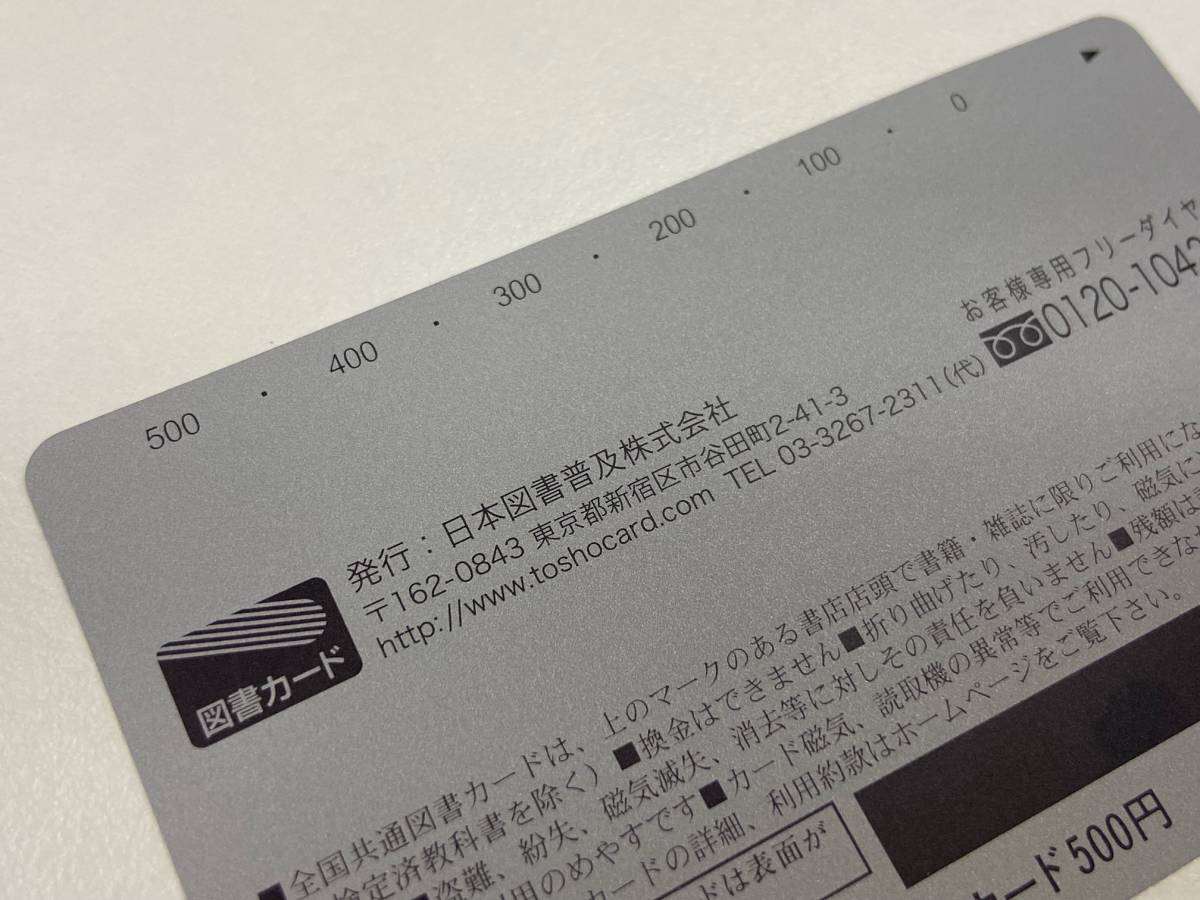 500 · 400 · 300 · 200 · 100 · 0
発行：日本図書普及株式会社
〒162-0843 東京都新宿区市谷田町2-41-3
http://www.toshocard.com TEL 03-3267-2311(代)
お客様専用フリーダイヤ
0120-1042
図書カード
■全国共通図書カードは、上のマークのある書店店頭で書籍・雑誌に限りご利用にな
検定済教科書を除く）■換金はできません■折り曲げたり、汚したり、磁気に
盗難、紛失、磁気滅失、消去等に対しその責任を負いません■残額は
用のめやすです■カード磁気、読取機の異常等でご利用できな
カードの詳細、利用約款はホームページをご覧下さい。
ドは表面が
カード500円